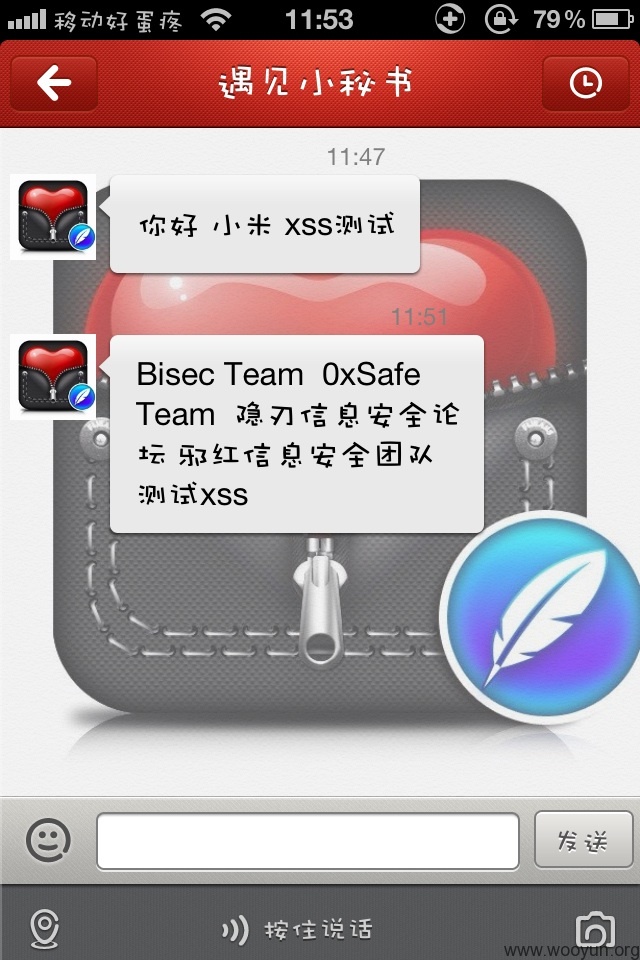 移动好蛋疼 11:53 79%
遇见小秘书
11:47
你好 小米 XSS测试
11:51
Bisec Team 0xSafe
Team 隐刃信息安全论
坛 邪红信息安全团队
测试XSS
发送
按住说话
www.wooyun.org